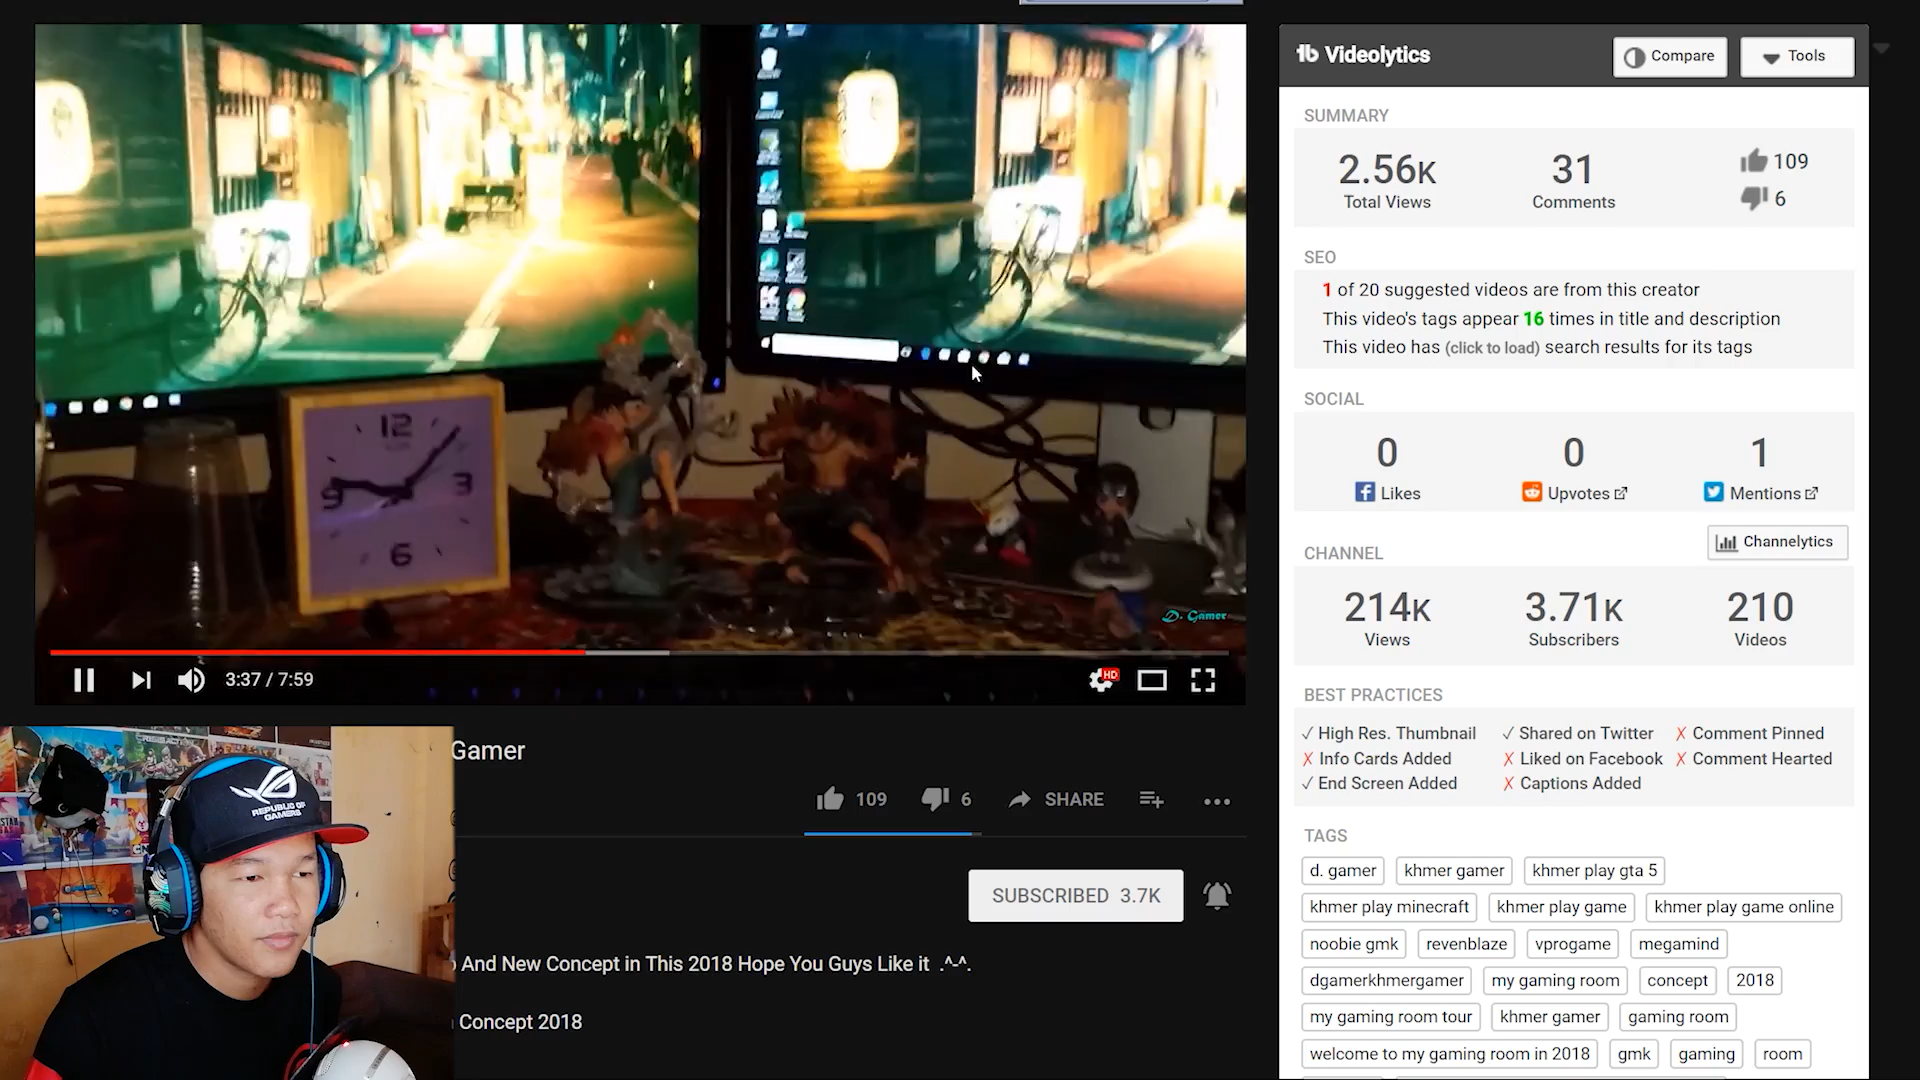 12
3
9
6
D. Gamer
3:37 / 7:59
HD
Gamer
109
6
SHARE
SUBSCRIBED 3.7K
And New Concept in This 2018 Hope You Guys Like it .^-^.
Concept 2018
REPUBLIC OF
GAMERS
Videolytics
Compare
Tools
SUMMARY
2.56K
Total Views
31
Comments
109
6
SEO
1 of 20 suggested videos are from this creator
This video's tags appear 16 times in title and description
This video has (click to load) search results for its tags
SOCIAL
0
Likes
0
Upvotes
1
Mentions
CHANNEL
Channelytics
214K
Views
3.71K
Subscribers
210
Videos
BEST PRACTICES
✓ High Res. Thumbnail ✓ Shared on Twitter ✗ Comment Pinned
✗ Info Cards Added ✗ Liked on Facebook ✗ Comment Hearted
✓ End Screen Added ✗ Captions Added
TAGS
d. gamer khmer gamer khmer play gta 5
khmer play minecraft khmer play game khmer play game online
noobie gmk revenblaze vprogame megamind
dgamerkhmergamer my gaming room concept 2018
my gaming room tour khmer gamer gaming room
welcome to my gaming room in 2018 gmk gaming room